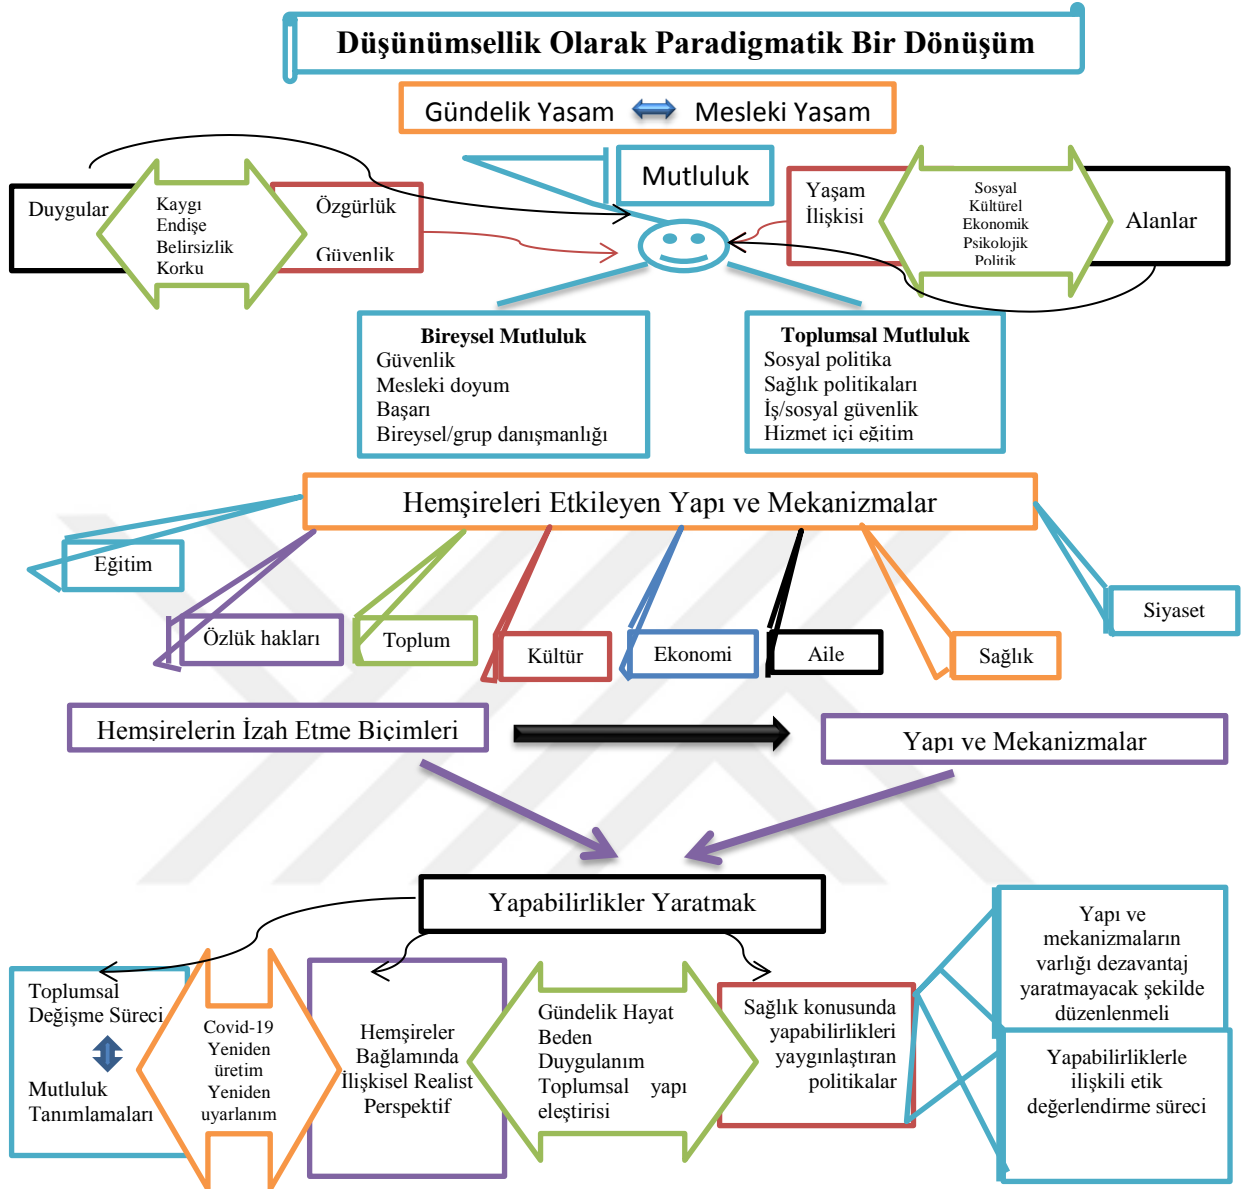 Düşünümsellik Olarak Paradigmatik Bir Dönüşüm
Gündelik Yasam
Mesleki Yasam
Duygular
Kaygı
Endişe
Belirsizlik
Korku
Özgürlük
Güvenlik
Mutluluk
Yaşam
İlişkisi
Sosyal
Kültürel
Ekonomik
Psikolojik
Politik
Alanlar
Bireysel Mutluluk
Güvenlik
Mesleki doyum
Başarı
Bireysel/grup danışmanlığı
Toplumsal Mutluluk
Sosyal politika
Sağlık politikaları
İş/sosyal güvenlik
Hizmet içi eğitim
Hemşireleri Etkileyen Yapı ve Mekanizmalar
Eğitim
Özlük hakları
Toplum
Kültür
Ekonomi
Aile
Sağlık
Siyaset
Hemşirelerin İzah Etme Biçimleri
Yapı ve Mekanizmalar
Yapabilirlikler Yaratmak
Toplumsal
Değişme Süreci
Mutluluk
Tanımlamaları
Covid-19
Yeniden
üretim
Yeniden
uyarlanım
Hemşireler
Bağlamında
İlişkisel Realist
Perspektif
Gündelik Hayat
Beden
Duygulanım
Toplumsal yapı
eleştirisi
Sağlık konusunda
yapabilirlikleri
yaygınlaştıran
politikalar
Yapı ve
mekanizmaların
varlığı dezavantaj
yaratmayacak şekilde
düzenlenmeli
Yapabilirliklerle
ilişkili etik
değerlendirme süreci